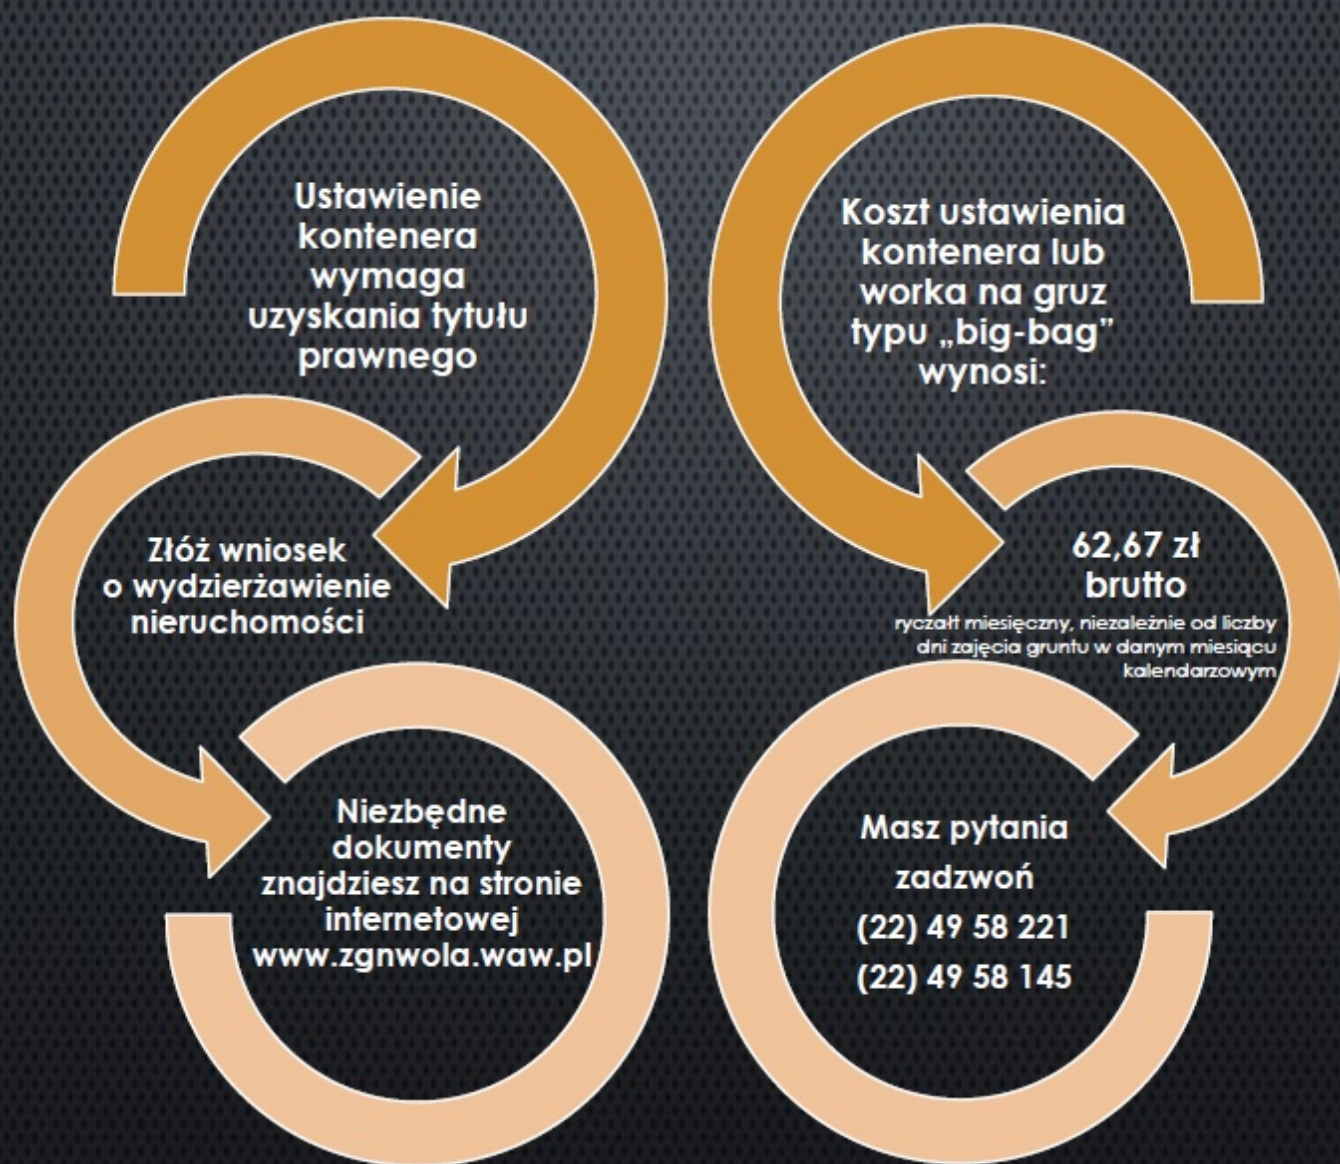 Ustawienie
kontenera
wymaga
uzyskania tytułu
prawnego
Złóż wniosek
o wydzierżawienie
nieruchomości
Niezbędne
dokumenty
znajdziesz na stronie
internetowej
www.zgnwola.waw.pl
Koszt ustawienia
kontenera lub
worka na gruz
typu „big-bag”
wynosi:
62,67 zł
brutto
ryczałt miesięczny, niezależnie od liczby
dni zajęcia gruntu w danym miesiącu
kalendarzowym
Masz pytania
zadzwoń
(22) 49 58 221
(22) 49 58 145